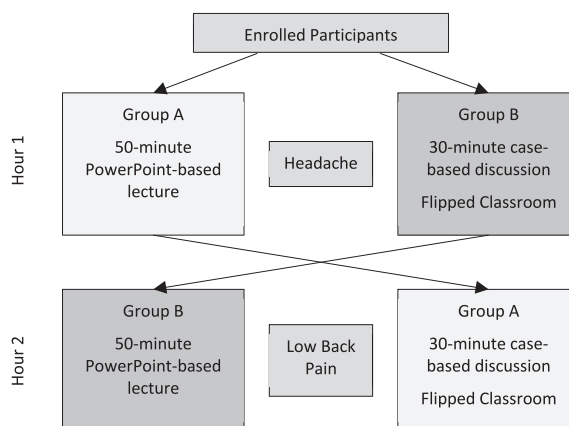 Enrolled Participants
Hour 1
Group A
50-minute
PowerPoint-based
lecture
Headache
Group B
30-minute case-
based discussion
Flipped Classroom
Hour 2
Group B
50-minute
PowerPoint-based
lecture
Low Back
Pain
Group A
30-minute case-
based discussion
Flipped Classroom